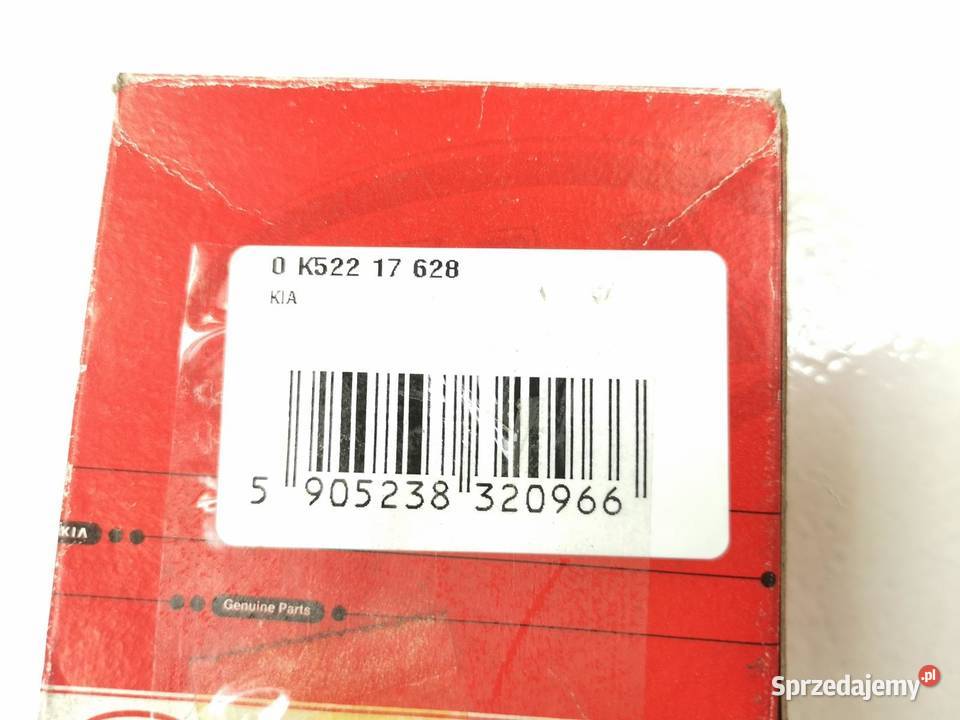 0 K522 17 628
KIA
5 905238 320966
KIA
Genuine Parts
Sprzedajemy.pl